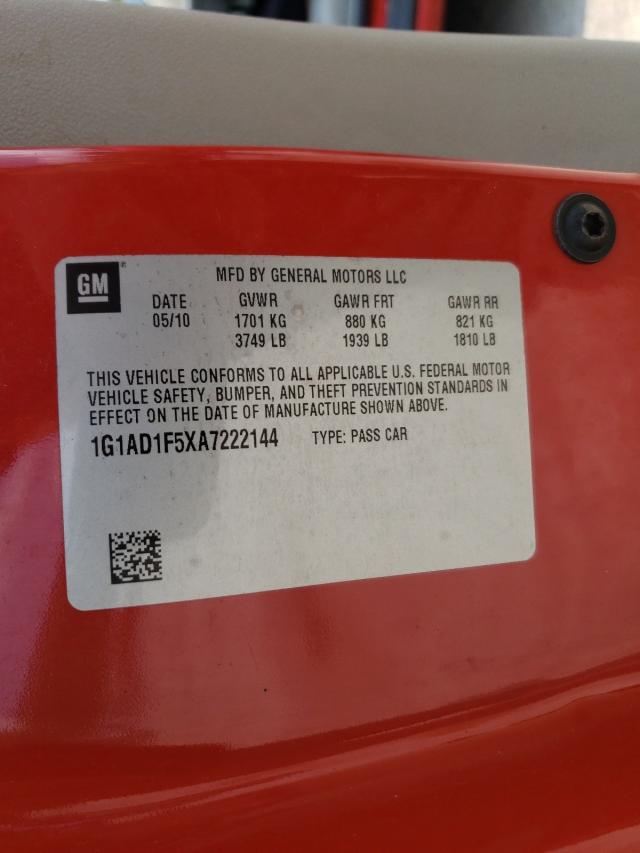 GM
MFD BY GENERAL MOTORS LLC
DATE GVWR GAWR FRT GAWR RR
05/10 1701 KG 880 KG 821 KG
3749 LB 1939 LB 1810 LB
THIS VEHICLE CONFORMS TO ALL APPLICABLE U.S. FEDERAL MOTOR
VEHICLE SAFETY, BUMPER, AND THEFT PREVENTION STANDARDS IN
EFFECT ON THE DATE OF MANUFACTURE SHOWN ABOVE.
1G1AD1F5XA7222144 TYPE: PASS CAR